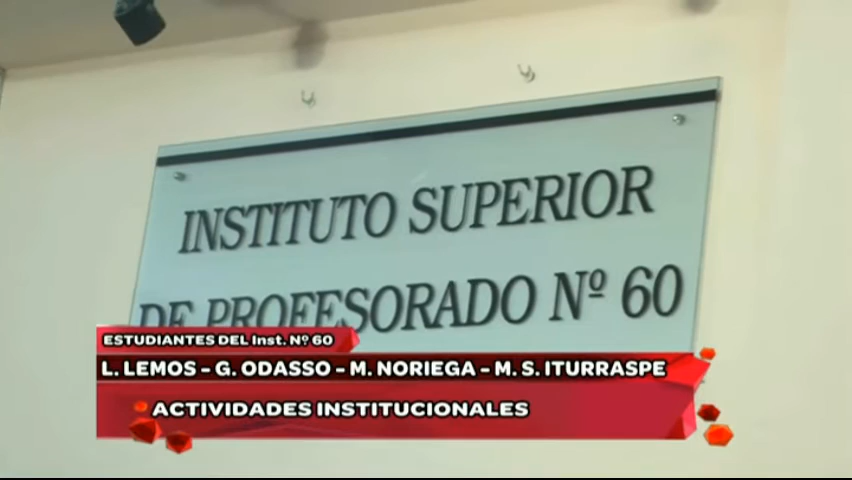 INSTITUTO SUPERIOR
DE PROFESORADO Nº 60
ESTUDIANTES DEL Inst. Nº 60
L. LEMOS - G. ODASSO - M. NORIEGA - M. S. ITURRASPE
ACTIVIDADES INSTITUCIONALES